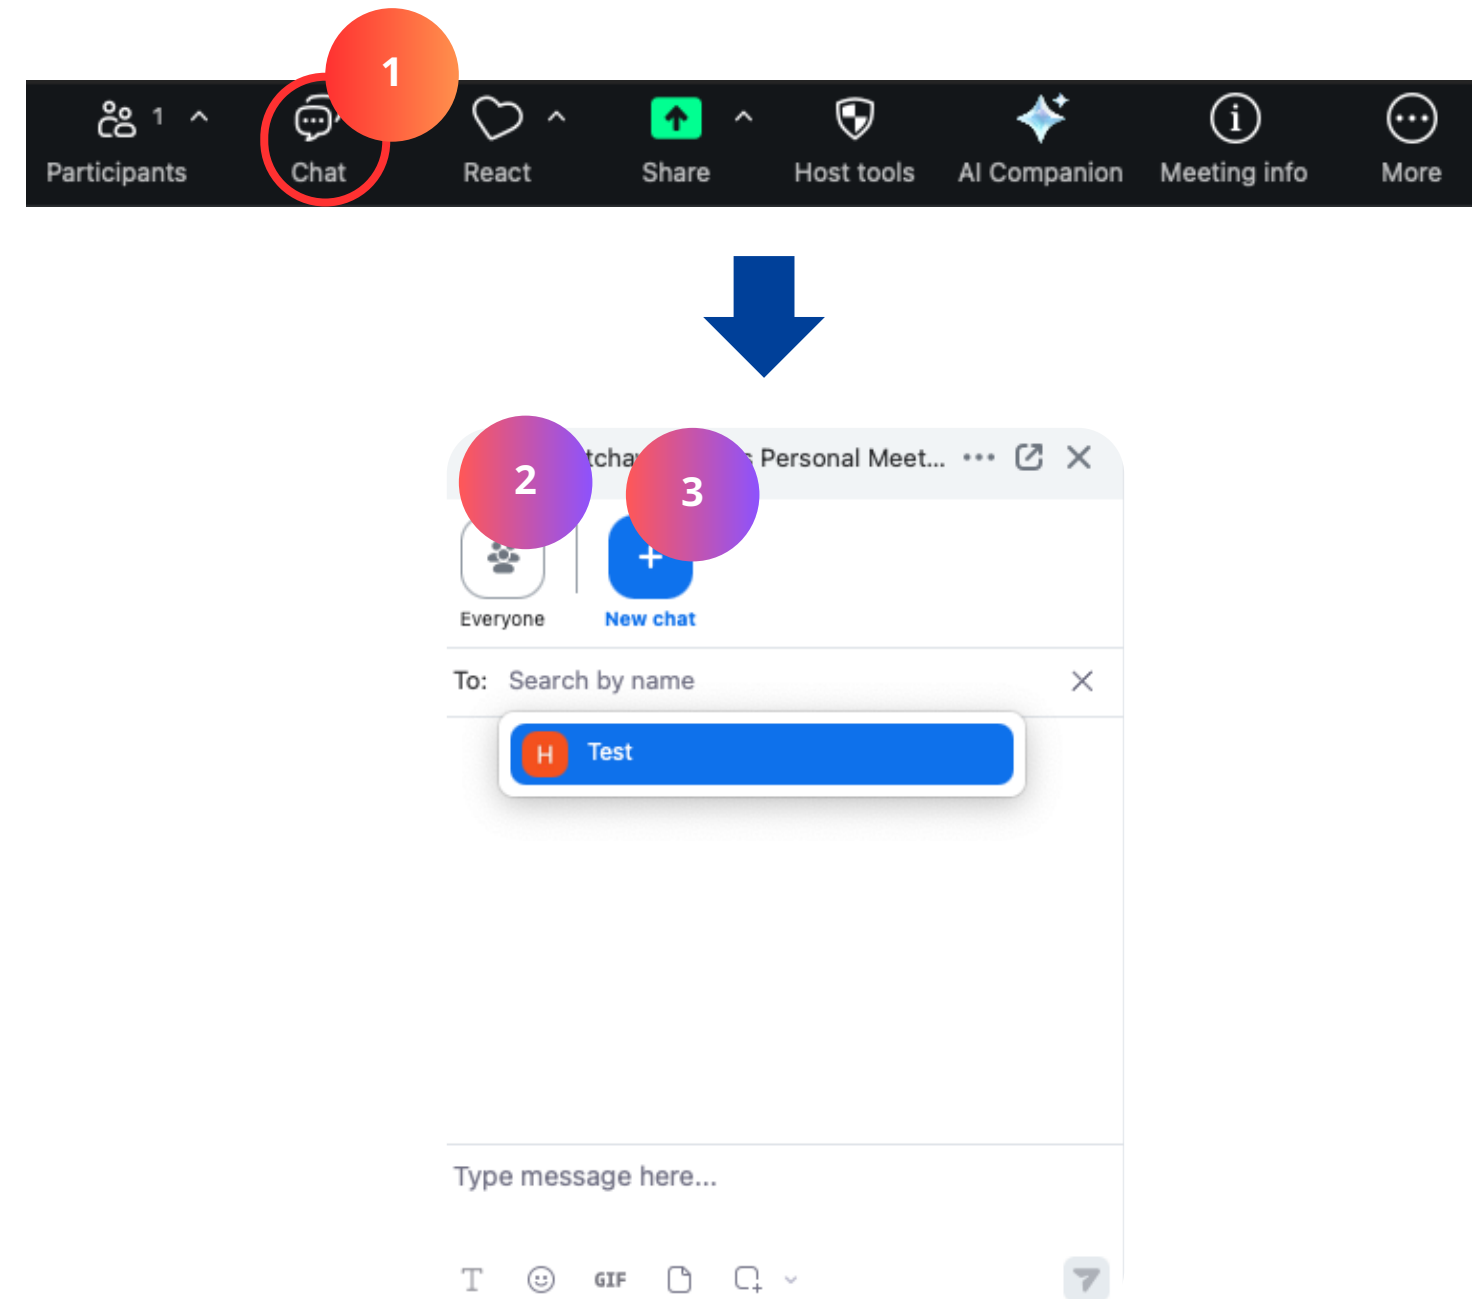 1
1
Participants Chat React Share Host tools AI Companion Meeting info More
2
3
Personal Meet...
Everyone New chat
To: Search by name
H Test
Type message here...
T GIF